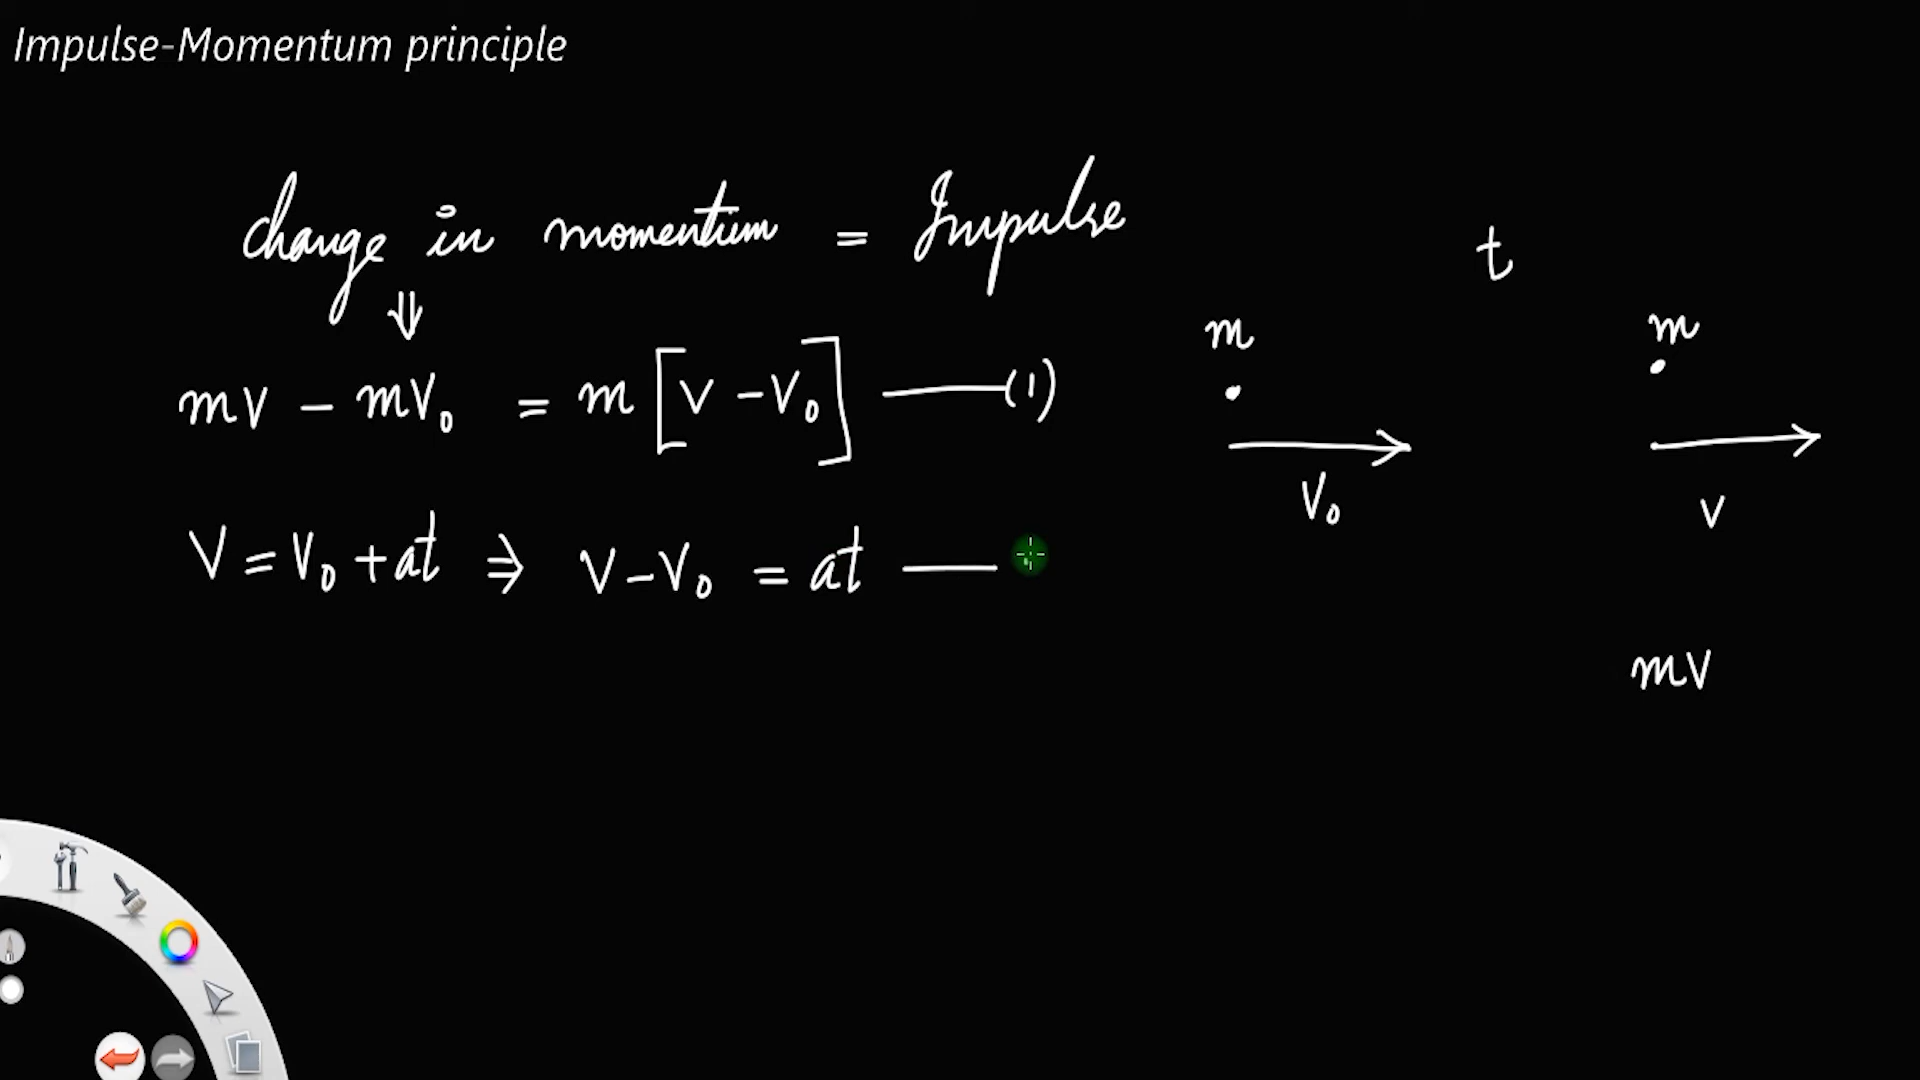 Impulse-Momentum principle
change in momentum = Impulse
⇓
mv - mv₀ = m [v - v₀] —— (1)
v = v₀ + at ⇒ v - v₀ = at ——
t
m
m
v₀
v
mv